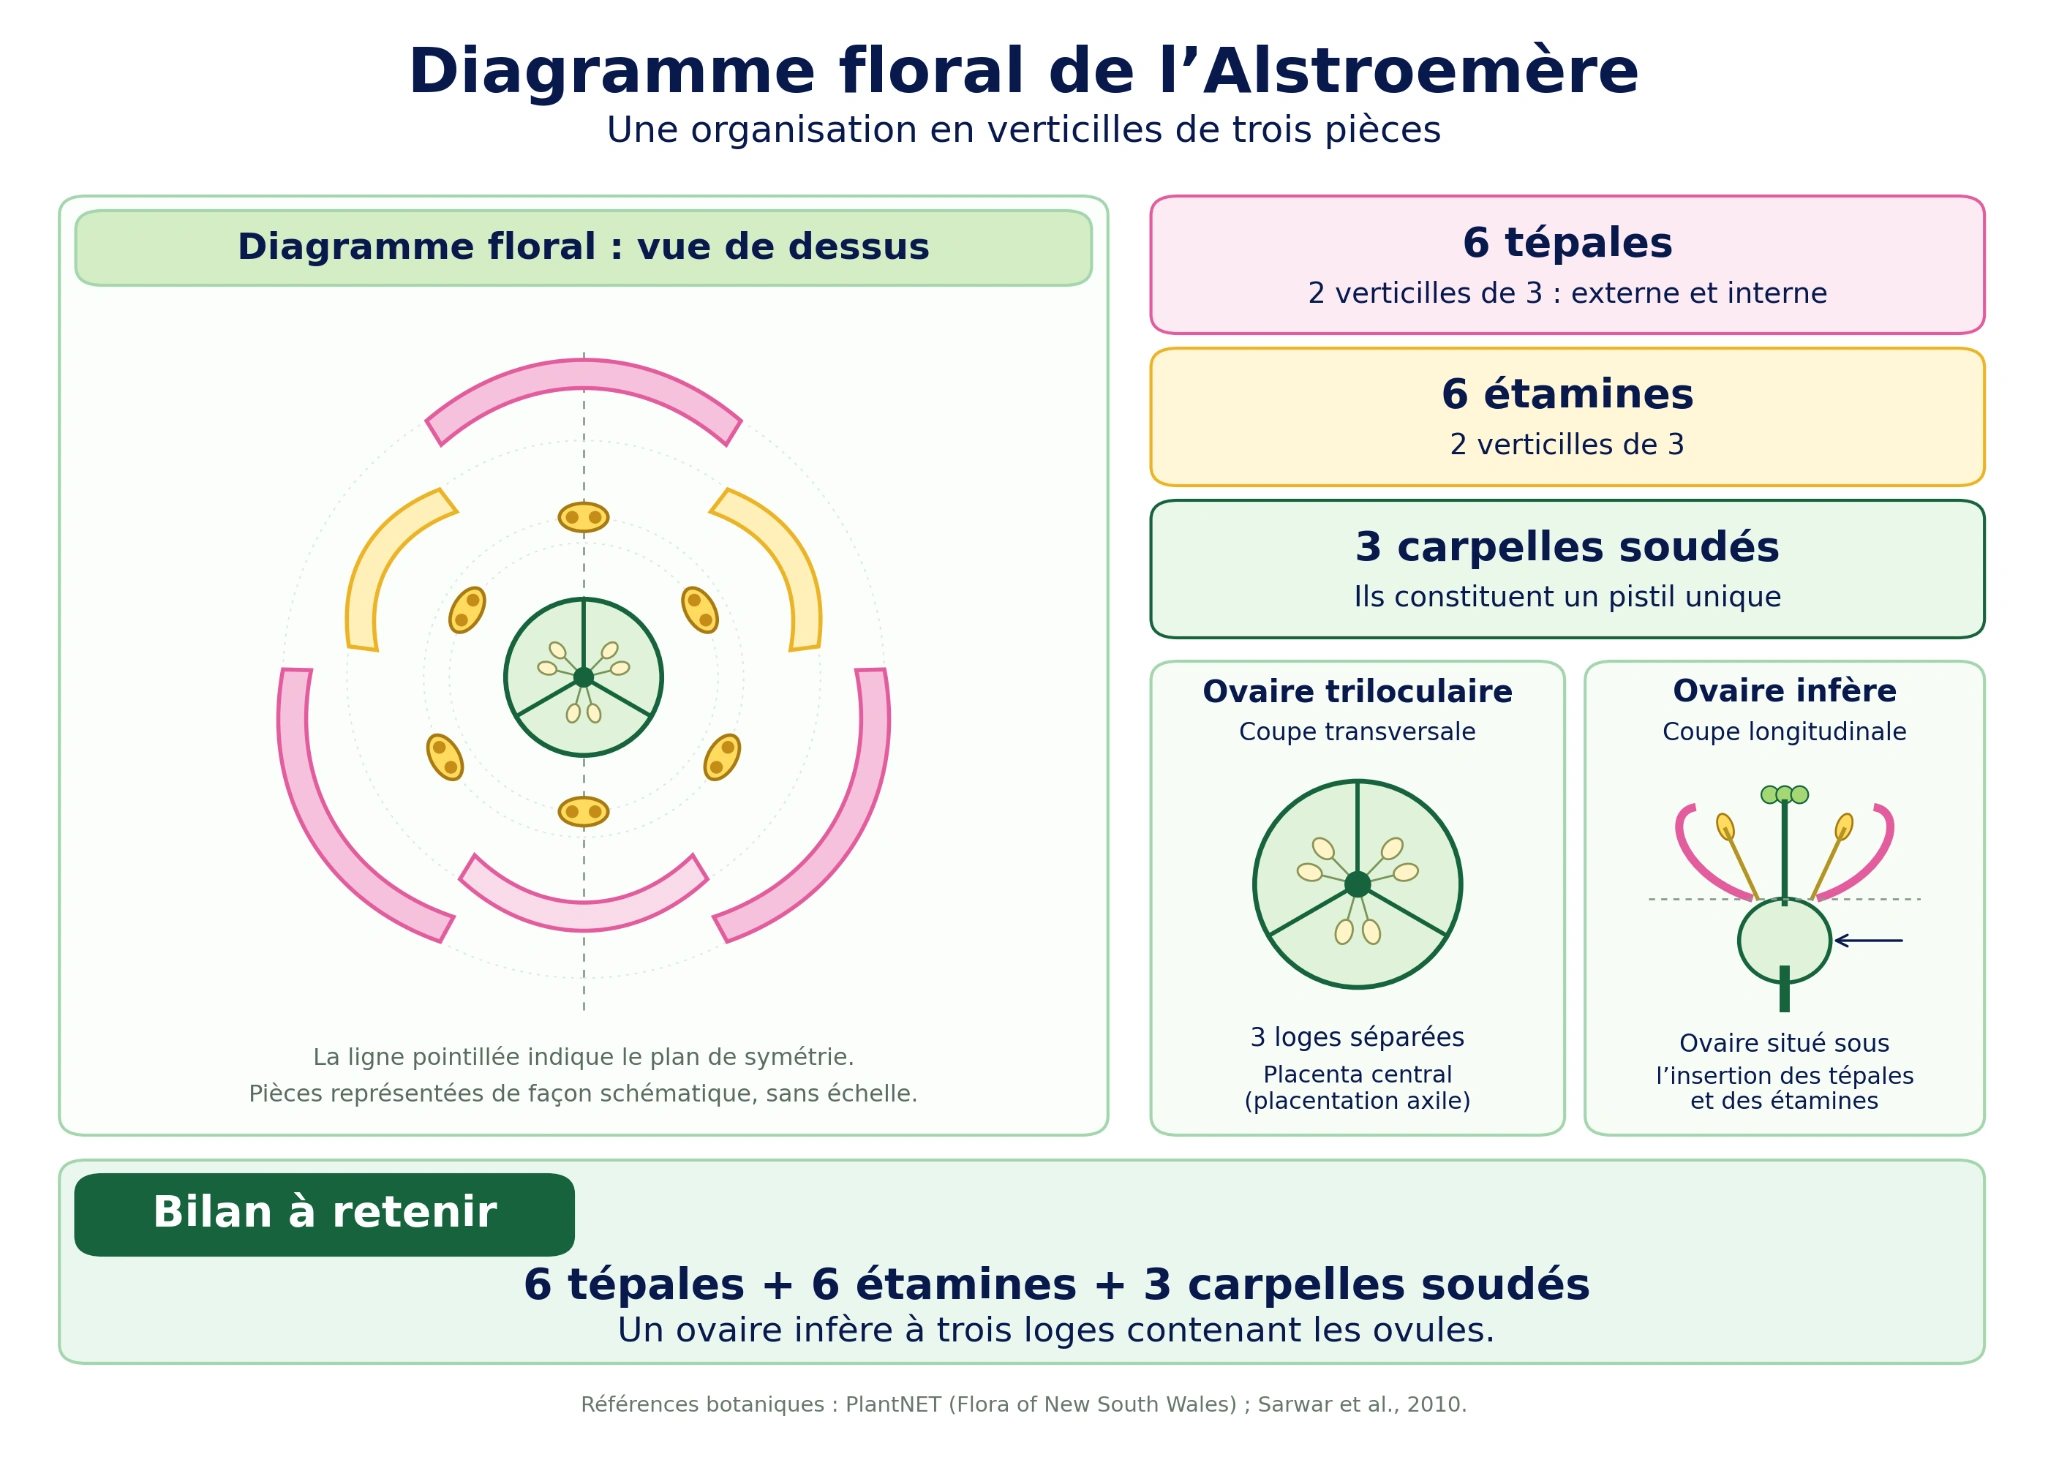 Diagramme floral de l’Alstroemère
Une organisation en verticilles de trois pièces
Diagramme floral : vue de dessus
La ligne pointillée indique le plan de symétrie.
Pièces représentées de façon schématique, sans échelle.
6 tépales
2 verticilles de 3 : externe et interne
6 étamines
2 verticilles de 3
3 carpelles soudés
Ils constituent un pistil unique
Ovaire triloculaire
Coupe transversale
3 loges séparées
Placenta central
(placentation axile)
Ovaire infère
Coupe longitudinale
Ovaire situé sous
l’insertion des tépales
et des étamines
Bilan à retenir
6 tépales + 6 étamines + 3 carpelles soudés
Un ovaire infère à trois loges contenant les ovules.
Références botaniques : PlantNET (Flora of New South Wales) ; Sarwar et al., 2010.